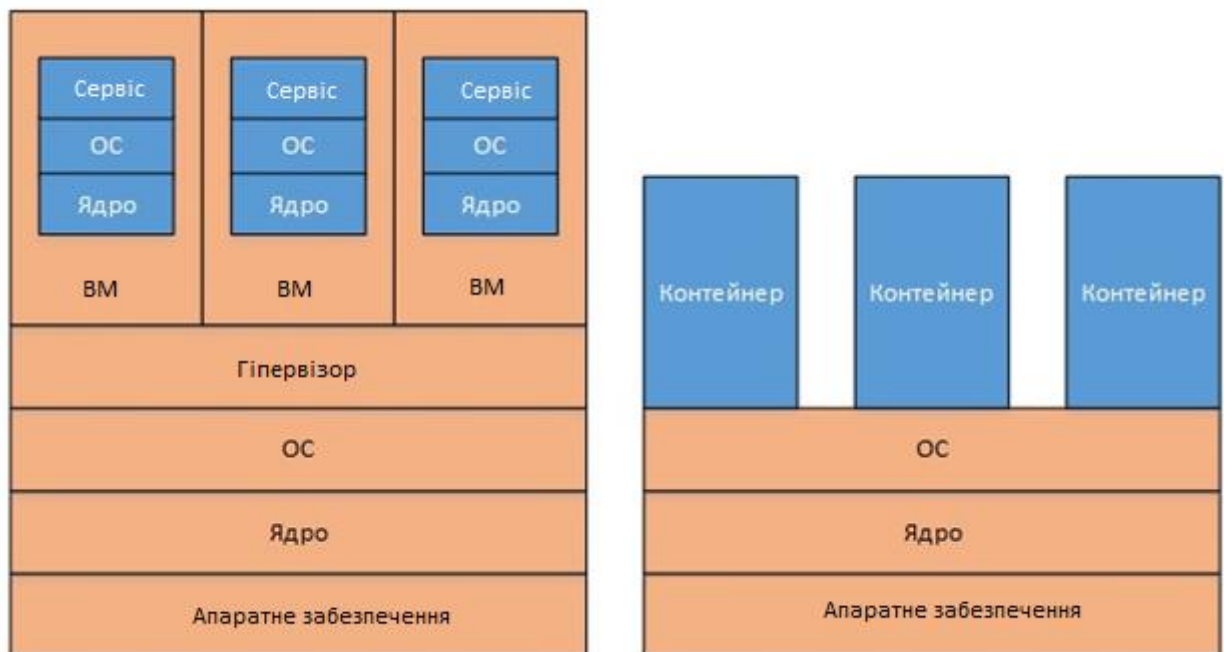 Сервіс
ОС
Ядро
ВМ
Сервіс
ОС
Ядро
ВМ
Сервіс
ОС
Ядро
ВМ
Гіпервізор
ОС
Ядро
Апаратне забезпечення
Контейнер
Контейнер
Контейнер
ОС
Ядро
Апаратне забезпечення